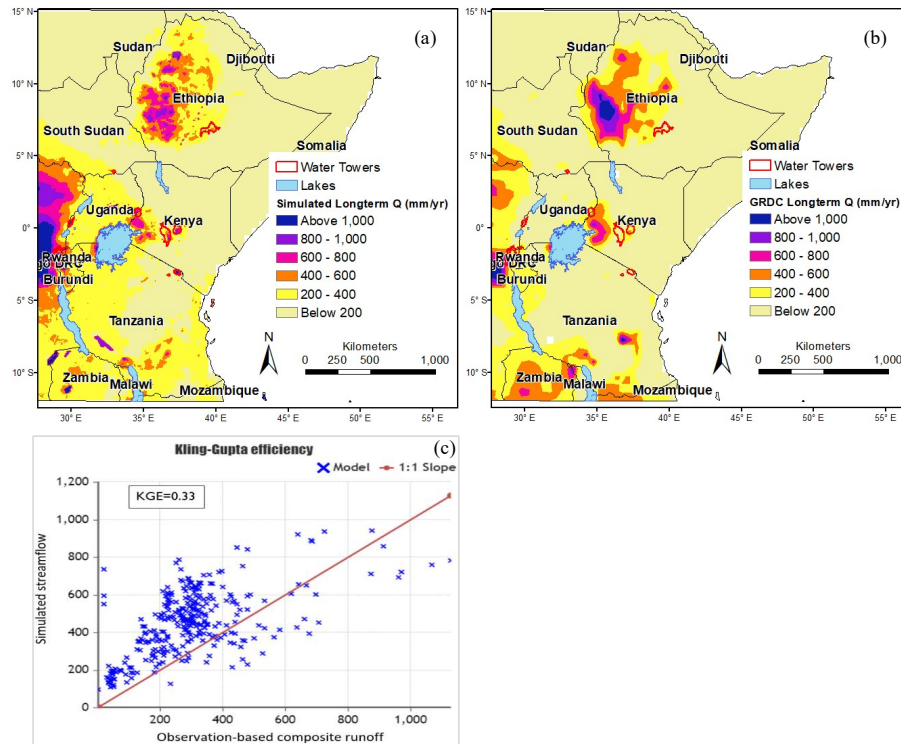 (a)
15° N
10° N
5° N
0° –
5° S
10° S
Sudan
Djibouti
Ethiopia
South Sudan
Somalia
Uganda
Kenya
Rwanda
go DRC
Burundi
Tanzania
Zambia
Malawi
Mozambique
Water Towers
Lakes
Simulated Longterm Q (mm/yr)
Above 1,000
800 - 1,000
600 - 800
400 - 600
200 - 400
Below 200
N
Kilometers
0 250 500 1,000
30° E 35° E 40° E 45° E 50° E 55° E
(b)
15° N
10° N
5° N
0° –
5° S
10° S
Sudan
Djibouti
Ethiopia
South Sudan
Somalia
Uganda
Kenya
Rwanda
go DRC
Burundi
Tanzania
Zambia
Malawi
Mozambique
Water Towers
Lakes
GRDC Longterm Q (mm/yr)
Above 1,000
800 - 1,000
600 - 800
400 - 600
200 - 400
Below 200
N
Kilometers
0 250 500 1,000
30° E 35° E 40° E 45° E 50° E 55° E
Kling-Gupta efficiency
(c)
Model 1:1 Slope
KGE=0.33
1,200
1,000
800
600
400
200
0
Simulated streamflow
200 400 600 800 1,000
Observation-based composite runoff